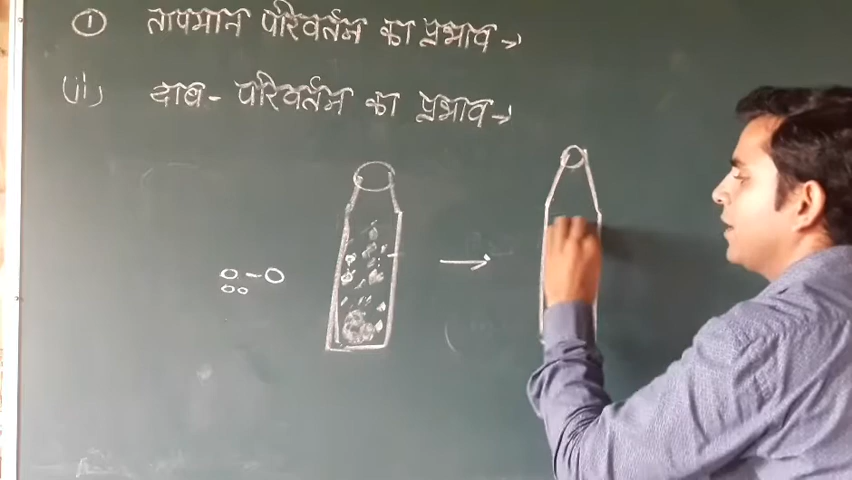 ① तापमान परिवर्तन का प्रभाव →
(ii) दाब - परिवर्तन का प्रभाव →